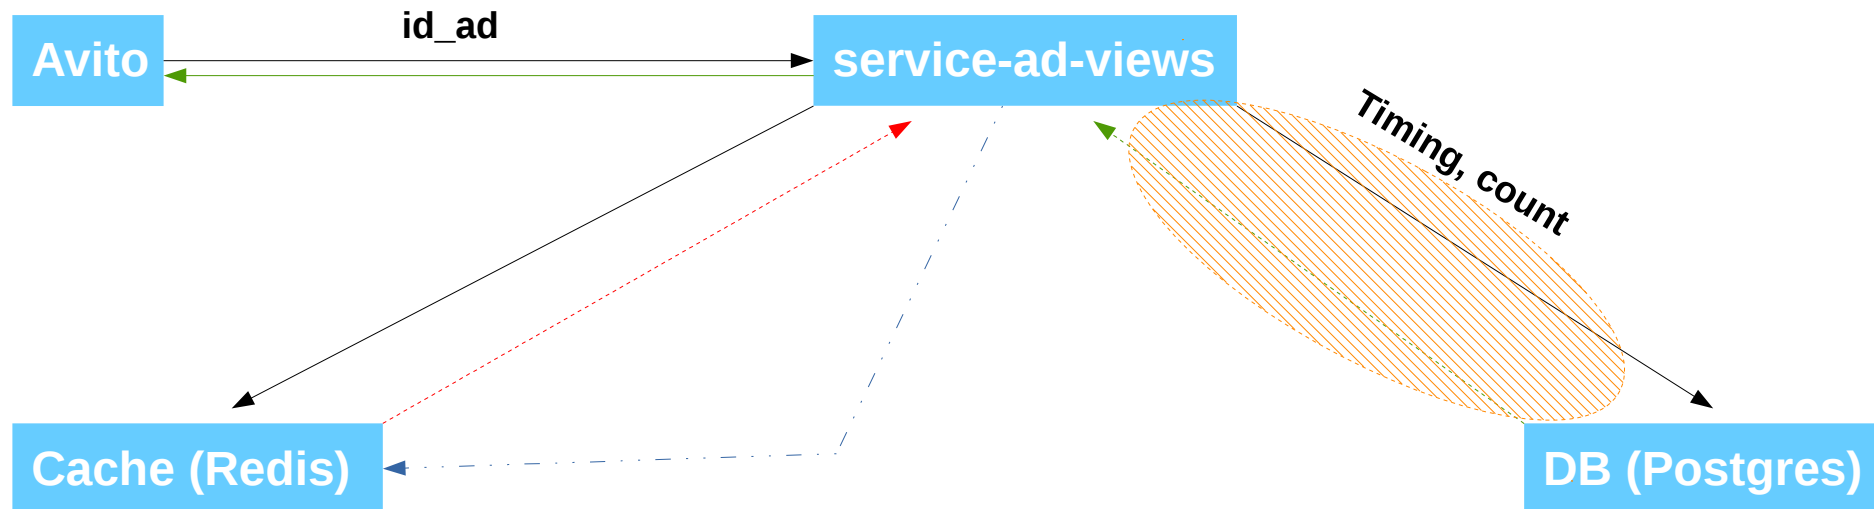 id_ad
Avito
service-ad-views
Timing, count
Cache (Redis)
DB (Postgres)